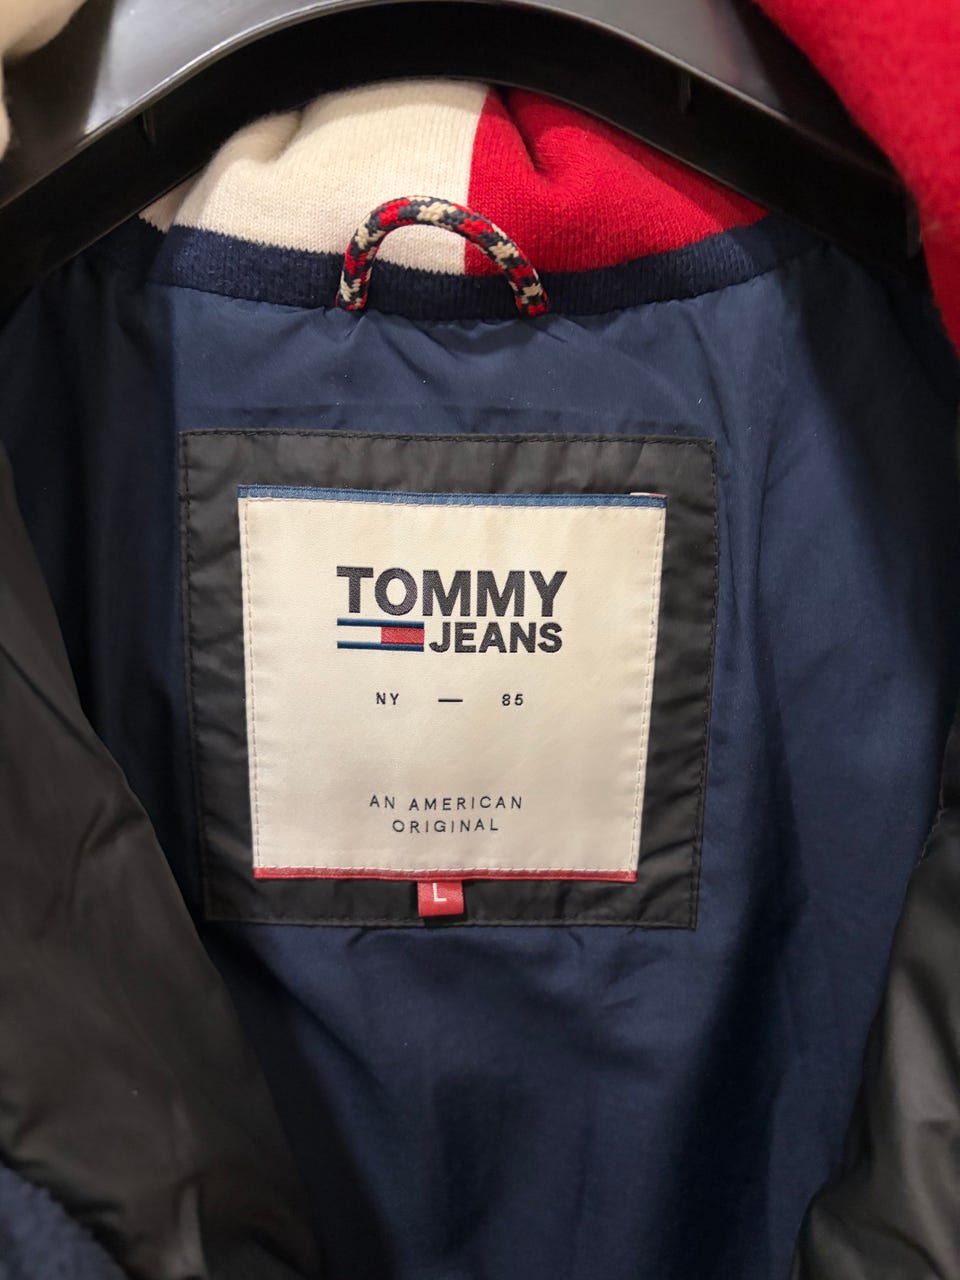 TOMMY
JEANS
NY — 85
AN AMERICAN
ORIGINAL
L